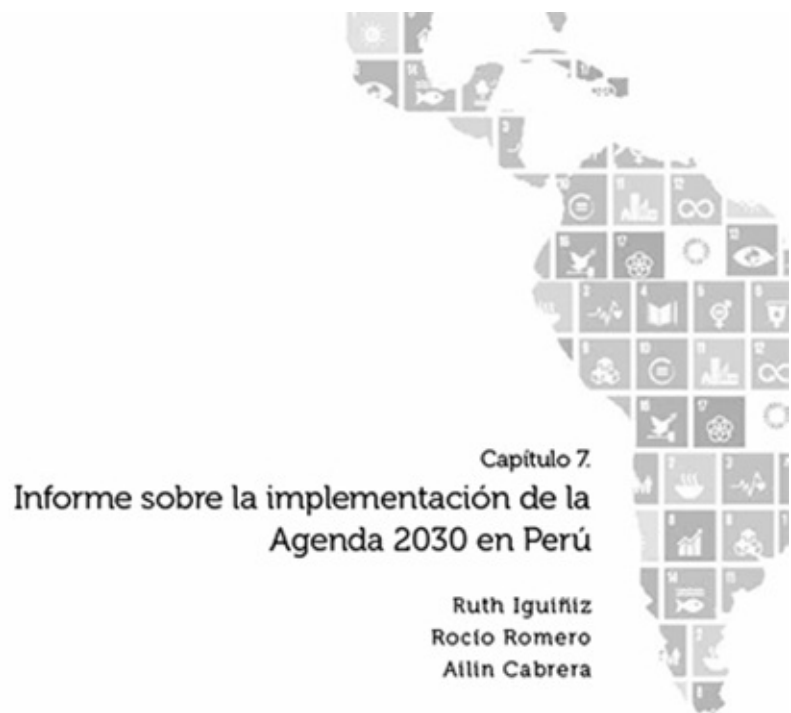 Capítulo 7.
Informe sobre la implementación de la
Agenda 2030 en Perú
Ruth Iguiñiz
Rocío Romero
Ailin Cabrera